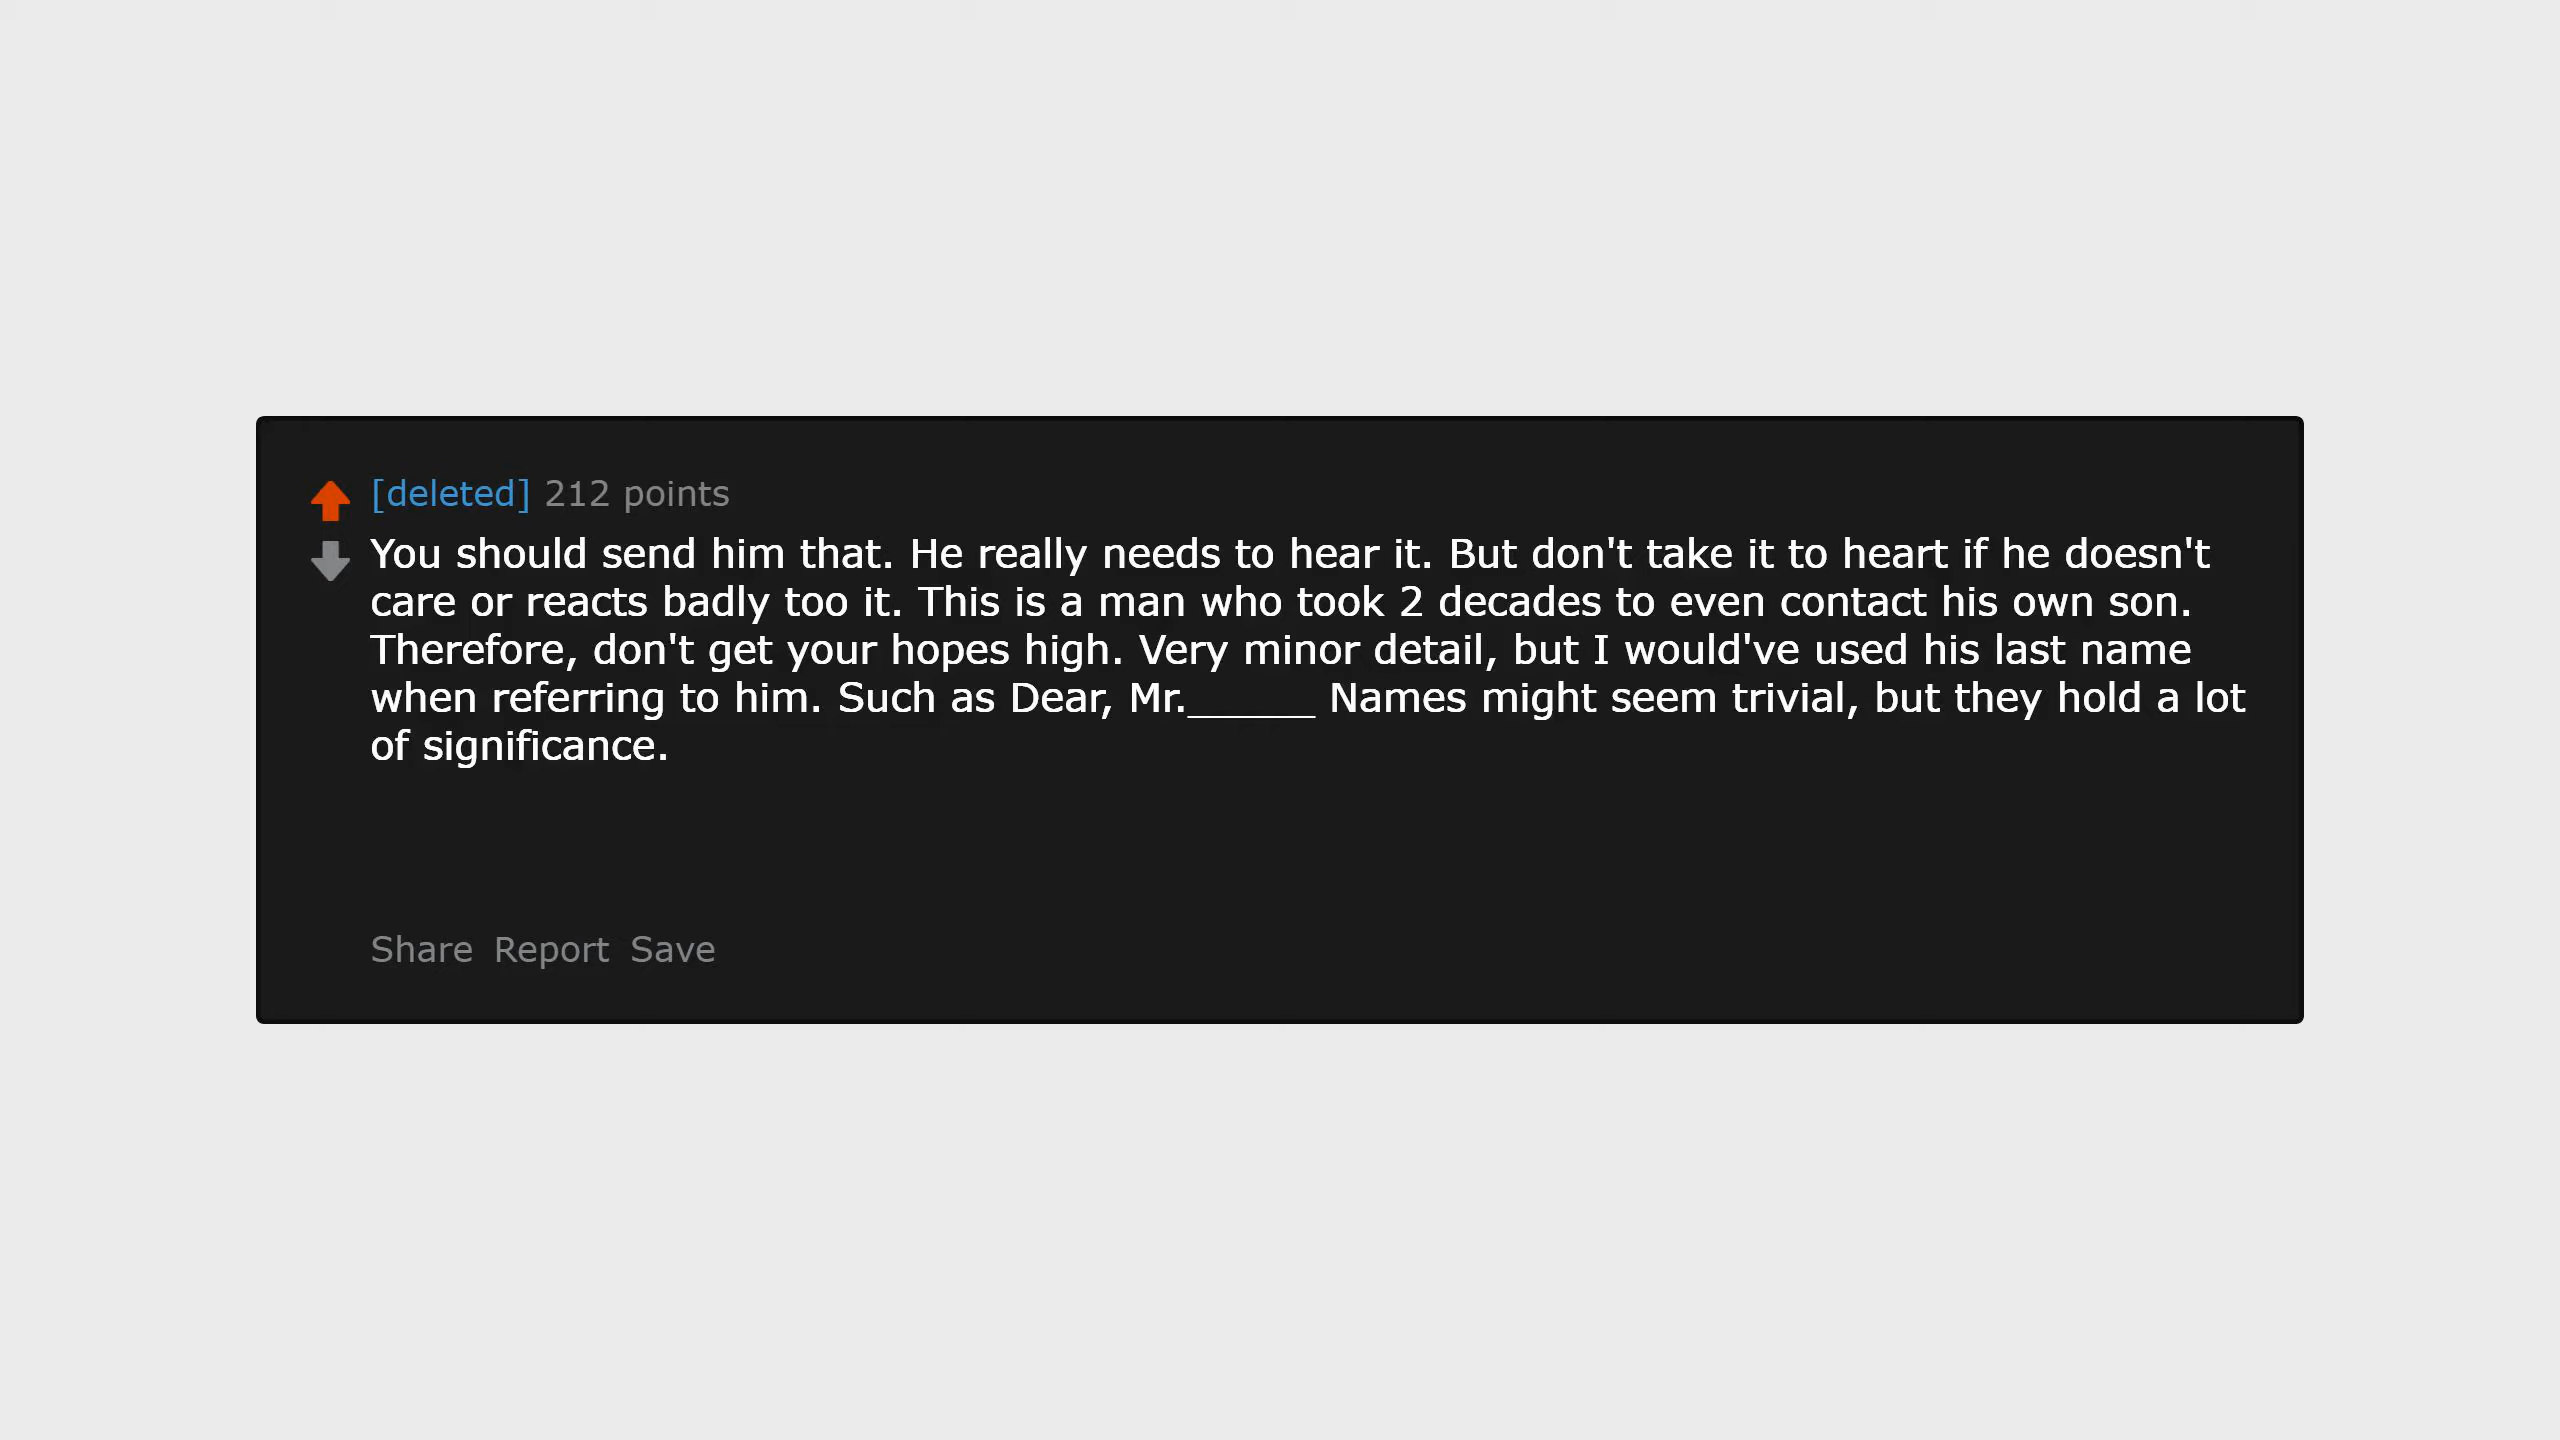 [deleted] 212 points
You should send him that. He really needs to hear it. But don't take it to heart if he doesn't
care or reacts badly too it. This is a man who took 2 decades to even contact his own son.
Therefore, don't get your hopes high. Very minor detail, but I would've used his last name
when referring to him. Such as Dear, Mr.______ Names might seem trivial, but they hold a lot
of significance.
Share Report Save